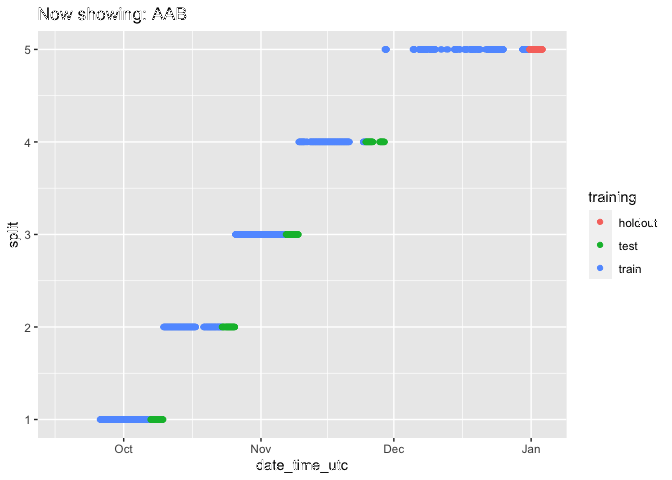 Now showing: AAB
5
4
3
2
1
split
Oct Nov Dec Jan
date_time_utc
training
holdout
test
train